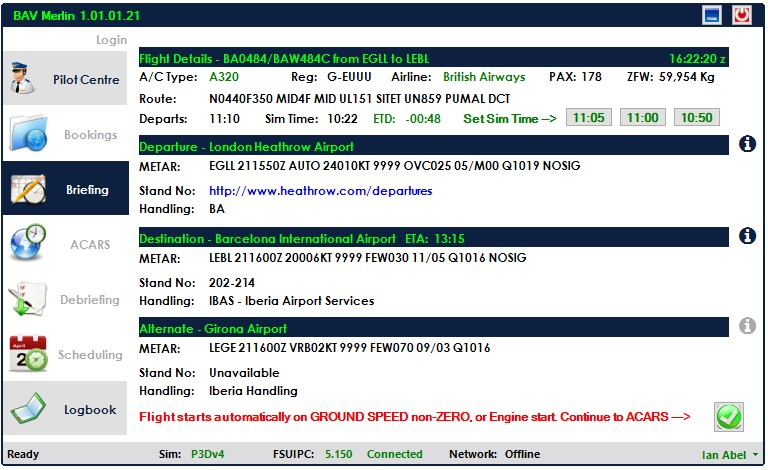 BAV Merlin 1.01.01.21
Login
Pilot Centre
Bookings
Briefing
ACARS
Debriefing
April
2
Scheduling
Logbook
Flight Details - BA0484/BAW484C from EGLL to LEBL 16:22:20 z
A/C Type: A320 Reg: G-EUUU Airline: British Airways PAX: 178 ZFW: 59,954 Kg
Route: N0440F350 MID4F MID UL151 SITET UN859 PUMAL DCT
Departs: 11:10 Sim Time: 10:22 ETD: -00:48 Set Sim Time --> 11:05 11:00 10:50
Departure - London Heathrow Airport
METAR: EGLL 211550Z AUTO 24010KT 9999 OVC025 05/M00 Q1019 NOSIG
Stand No: http://www.heathrow.com/departures
Handling: BA
Destination - Barcelona International Airport ETA: 13:15
METAR: LEBL 211600Z 20006KT 9999 FEW030 11/05 Q1016 NOSIG
Stand No: 202-214
Handling: IBAS - Iberia Airport Services
Alternate - Girona Airport
METAR: LEGE 211600Z VRB02KT 9999 FEW070 09/03 Q1016
Stand No: Unavailable
Handling: Iberia Handling
Flight starts automatically on GROUND SPEED non-ZERO, or Engine start. Continue to ACARS --->
Ready Sim: P3Dv4 FSUIPC: 5.150 Connected Network: Offline Ian Abel